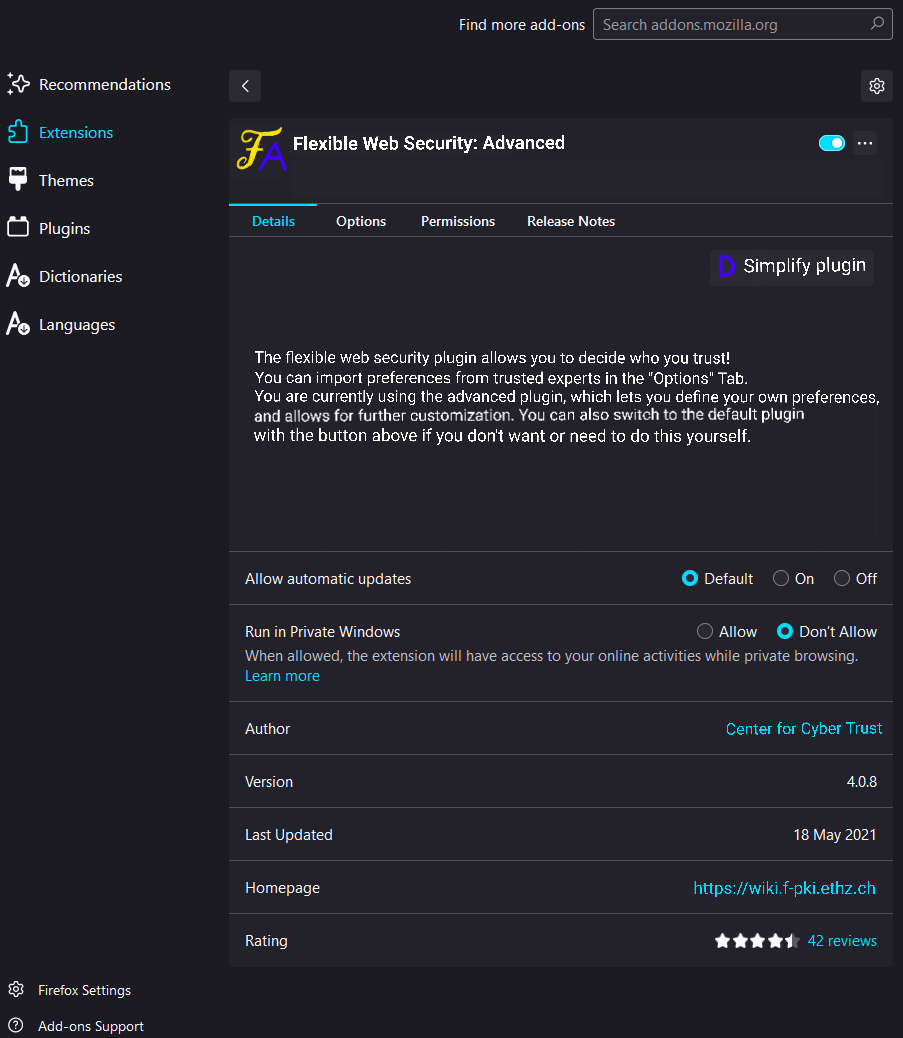 Find more add-ons
Search addons.mozilla.org
Recommendations
Extensions
Themes
Plugins
Dictionaries
Languages
FA Flexible Web Security: Advanced
Details Options Permissions Release Notes
D Simplify plugin
The flexible web security plugin allows you to decide who you trust!
You can import preferences from trusted experts in the "Options" Tab.
You are currently using the advanced plugin, which lets you define your own preferences,
and allows for further customization. You can also switch to the default plugin
with the button above if you don't want or need to do this yourself.
Allow automatic updates Default On Off
Run in Private Windows Allow Don't Allow
When allowed, the extension will have access to your online activities while private browsing.
Learn more
Author Center for Cyber Trust
Version 4.0.8
Last Updated 18 May 2021
Homepage https://wiki.f-pki.ethz.ch
Rating 42 reviews
Firefox Settings
Add-ons Support